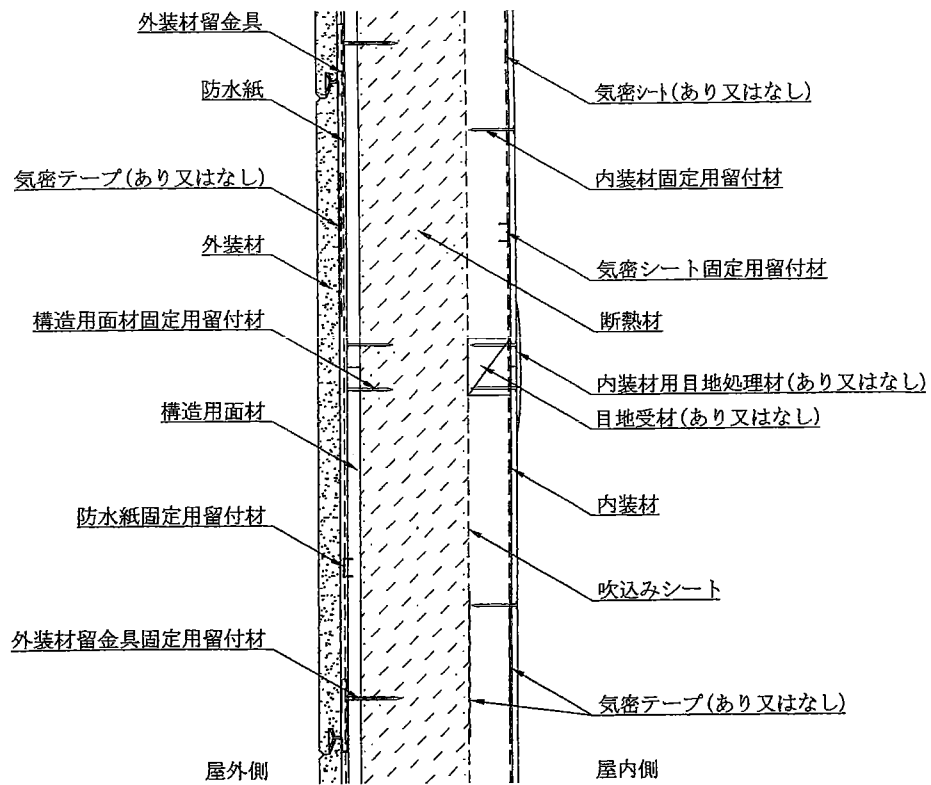 外装材留金具
防水紙
気密テープ(あり又はなし)
外装材
構造用面材固定用留付材
構造用面材
防水紙固定用留付材
外装材留金具固定用留付材
屋外側
気密シート(あり又はなし)
内装材固定用留付材
気密シート固定用留付材
断熱材
内装材用目地処理材(あり又はなし)
目地受材(あり又はなし)
内装材
吹込みシート
気密テープ(あり又はなし)
屋内側